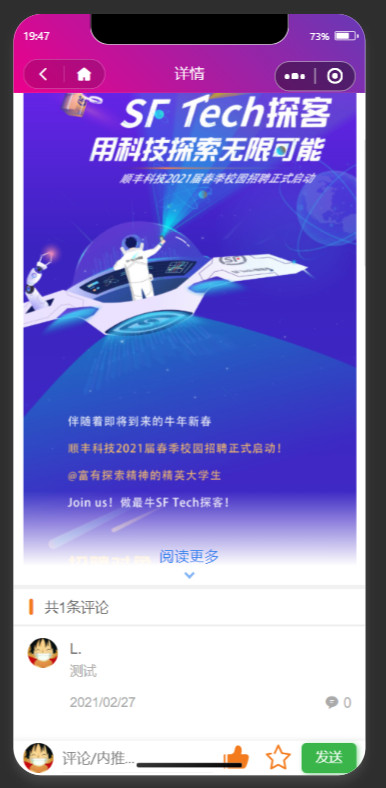 19:47
73%
详情
SF Tech探客
用科技探索无限可能
顺丰科技2021届春季校园招聘正式启动
SF
伴随着即将到来的牛年新春
顺丰科技2021届春季校园招聘正式启动！
@富有探索精神的精英大学生
Join us！做最牛SF Tech探客！
阅读更多
共1条评论
L.
测试
2021/02/27
0
评论/内推...
发送